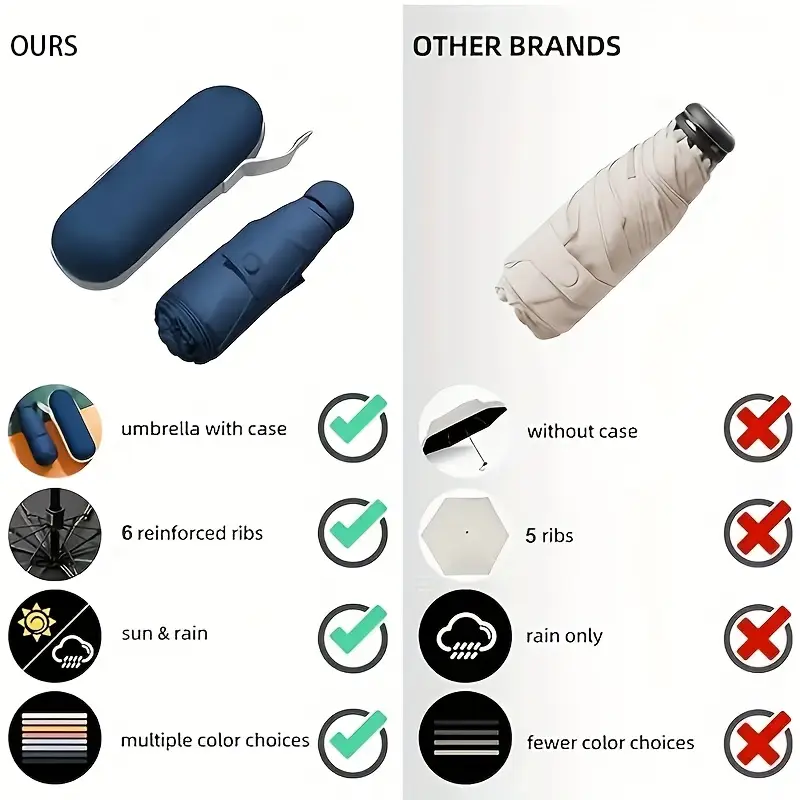 OURS
OTHER BRANDS
umbrella with case
without case
6 reinforced ribs
5 ribs
sun & rain
rain only
multiple color choices
fewer color choices